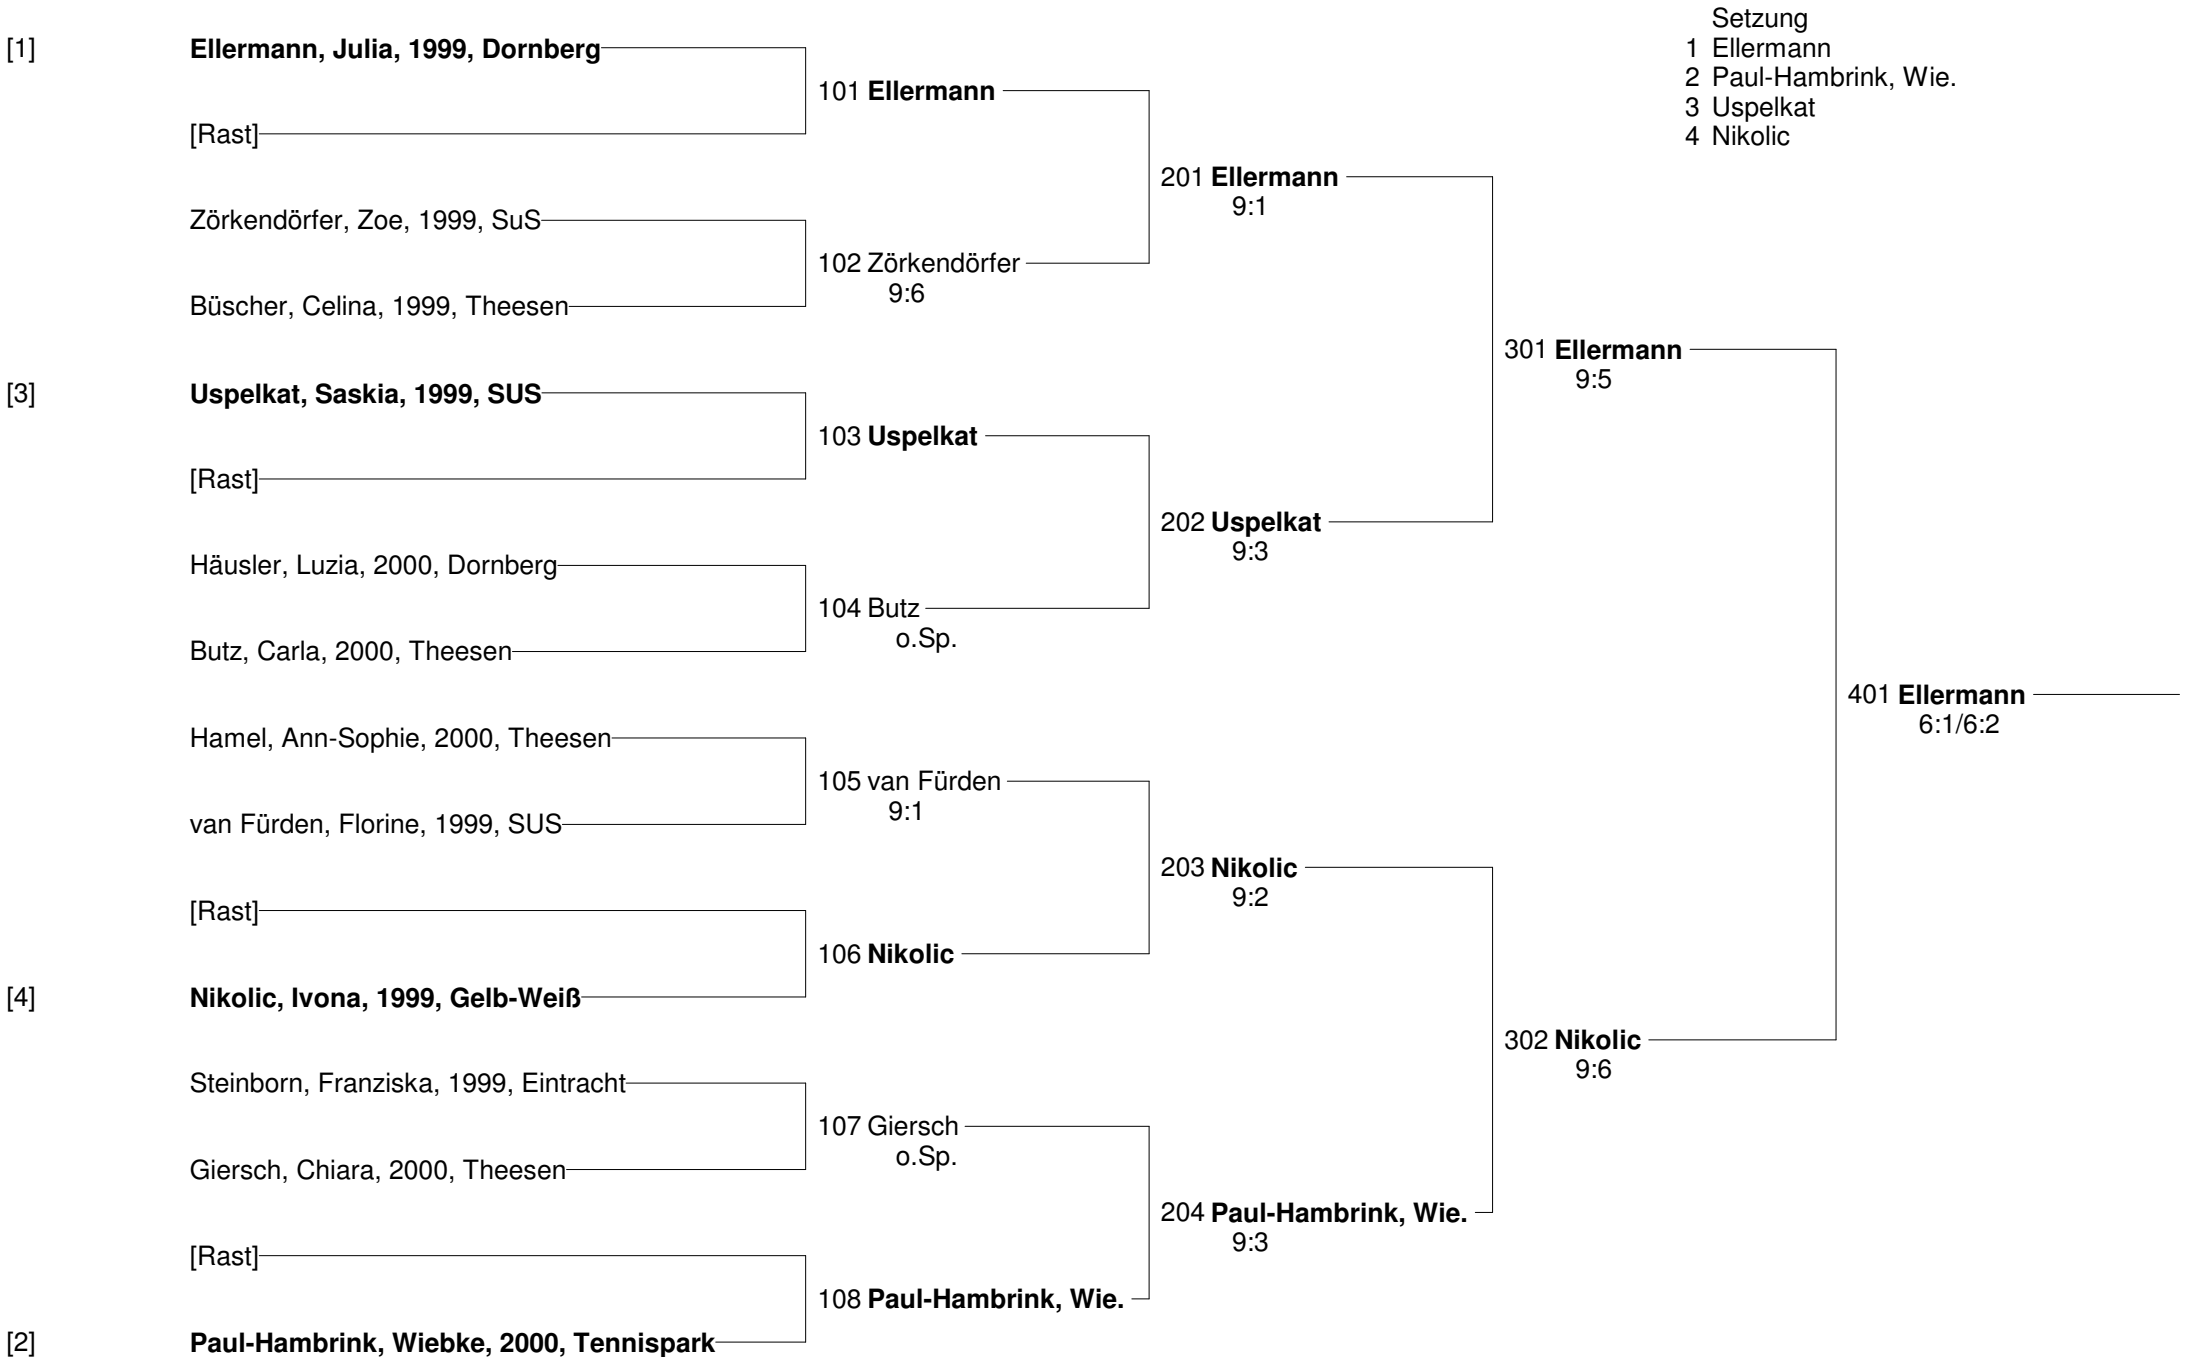 Setzung
1 Ellermann
2 Paul-Hambrink, Wie.
3 Uspelkat
4 Nikolic
[1] Ellermann, Julia, 1999, Dornberg
101 Ellermann
[Rast]
201 Ellermann
9:1
Zörkendörfer, Zoe, 1999, SuS
102 Zörkendörfer
9:6
Büscher, Celina, 1999, Theesen
301 Ellermann
9:5
[3] Uspelkat, Saskia, 1999, SUS
103 Uspelkat
[Rast]
202 Uspelkat
9:3
Häusler, Luzia, 2000, Dornberg
104 Butz
o.Sp.
Butz, Carla, 2000, Theesen
401 Ellermann
6:1/6:2
Hamel, Ann-Sophie, 2000, Theesen
105 van Fürden
9:1
van Fürden, Florine, 1999, SUS
203 Nikolic
9:2
[Rast]
106 Nikolic
[4] Nikolic, Ivona, 1999, Gelb-Weiß
302 Nikolic
9:6
Steinborn, Franziska, 1999, Eintracht
107 Giersch
o.Sp.
Giersch, Chiara, 2000, Theesen
204 Paul-Hambrink, Wie.
9:3
[Rast]
108 Paul-Hambrink, Wie.
[2] Paul-Hambrink, Wiebke, 2000, Tennispark